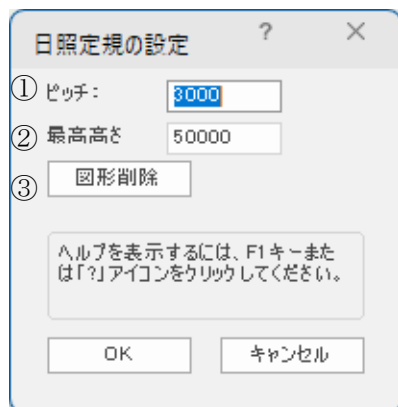 日照定規の設定 ? ×
① ピッチ: 3000
② 最高高さ 50000
③ 図形削除
ヘルプを表示するには、F1キーまた
は「?」アイコンをクリックしてください。
OK キャンセル